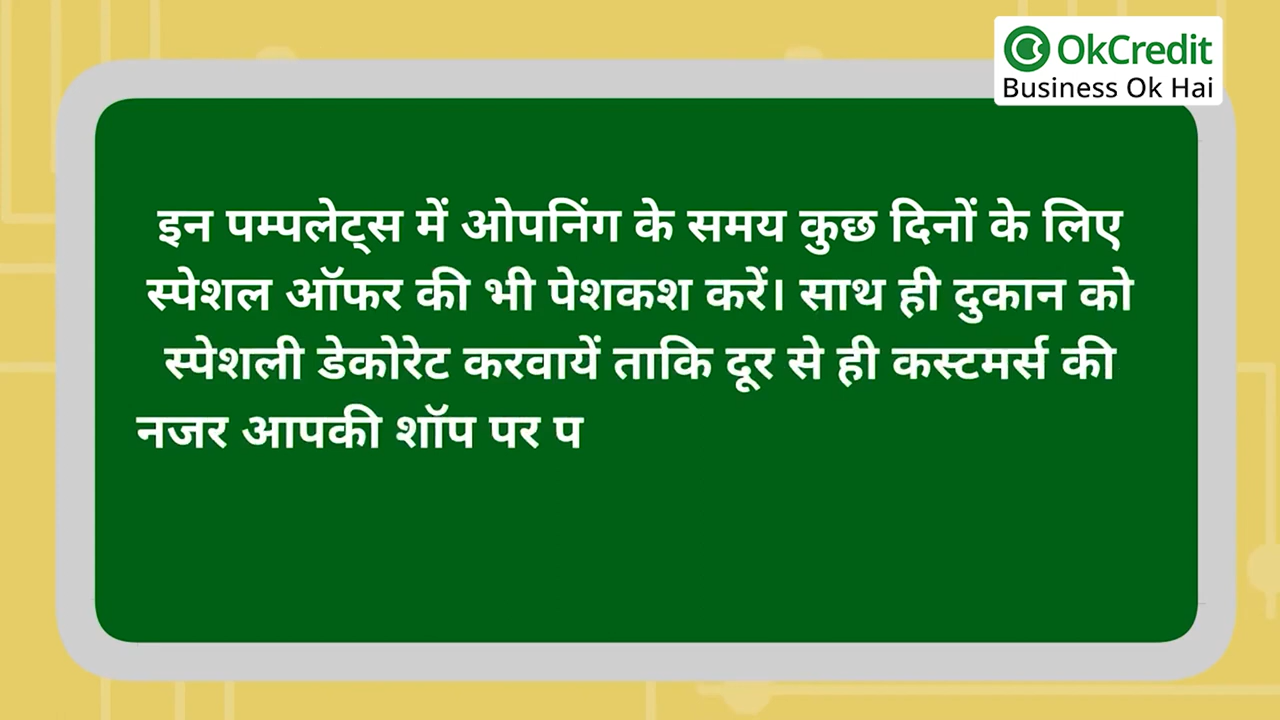 OkCredit
Business Ok Hai
इन पम्पलेट्स में ओपनिंग के समय कुछ दिनों के लिए
स्पेशल ऑफर की भी पेशकश करें। साथ ही दुकान को
स्पेशली डेकोरेट करवायें ताकि दूर से ही कस्टमर्स की
नजर आपकी शॉप पर प